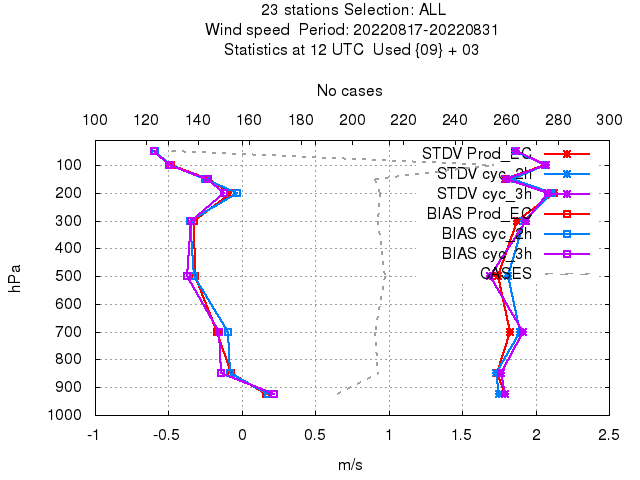 23 stations Selection: ALL
Wind speed  Period: 20220817-20220831
Statistics at 12 UTC  Used {09} + 03
No cases
100 120 140 160 180 200 220 240 260 280 300
STDV Prod_EC
STDV cyc_2h
STDV cyc_3h
BIAS Prod_EC
BIAS cyc_2h
BIAS cyc_3h
CASES
hPa
100
200
300
400
500
600
700
800
900
1000
-1 -0.5 0 0.5 1 1.5 2 2.5
m/s